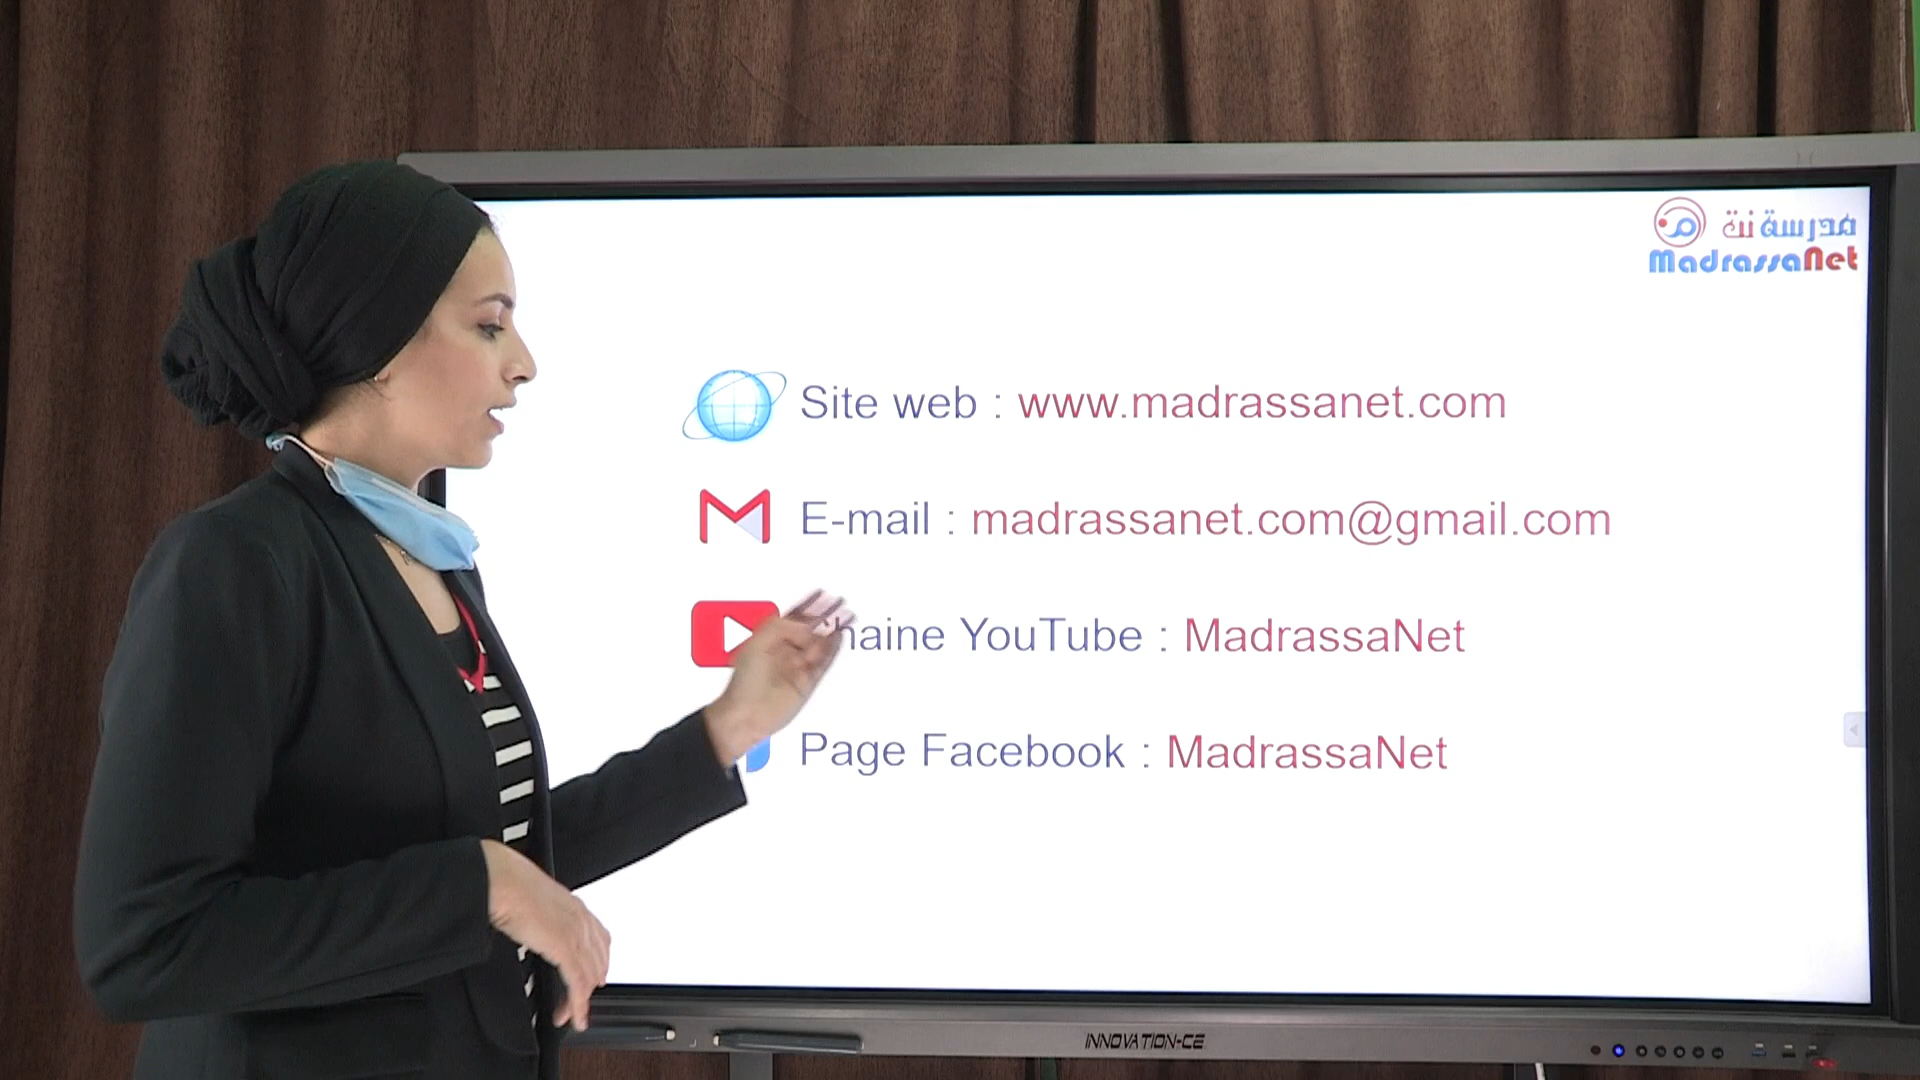 مدرسة نت
MadrassaNet
Site web : www.madrassanet.com
E-mail : madrassanet.com@gmail.com
haine YouTube : MadrassaNet
Page Facebook : MadrassaNet
INNOVATION-CE